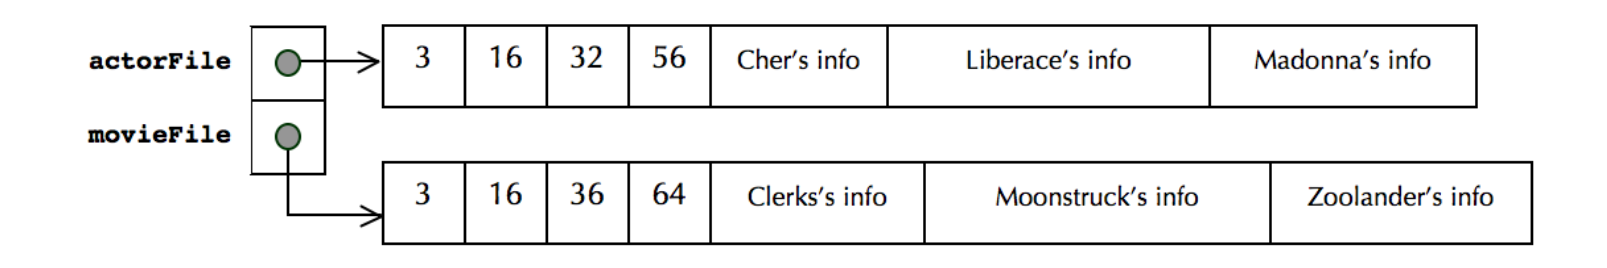 actorFile 3 16 32 56 Cher's info Liberace's info Madonna's info
movieFile
3 16 36 64 Clerks's info Moonstruck's info Zoolander's info